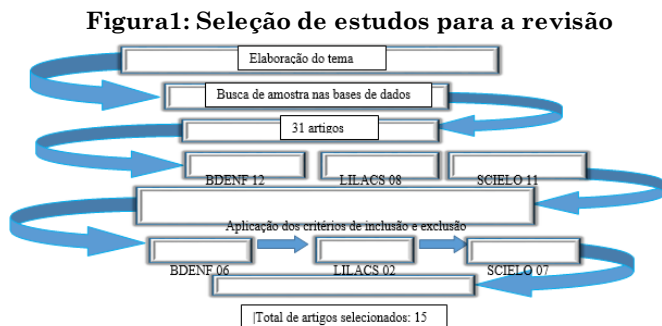 Figura1: Seleção de estudos para a revisão
Elaboração do tema
Busca de amostra nas bases de dados
31 artigos
BDENF 12 LILACS 08 SCIELO 11
Aplicação dos critérios de inclusão e exclusão
BDENF 06 LILACS 02 SCIELO 07
Total de artigos selecionados: 15